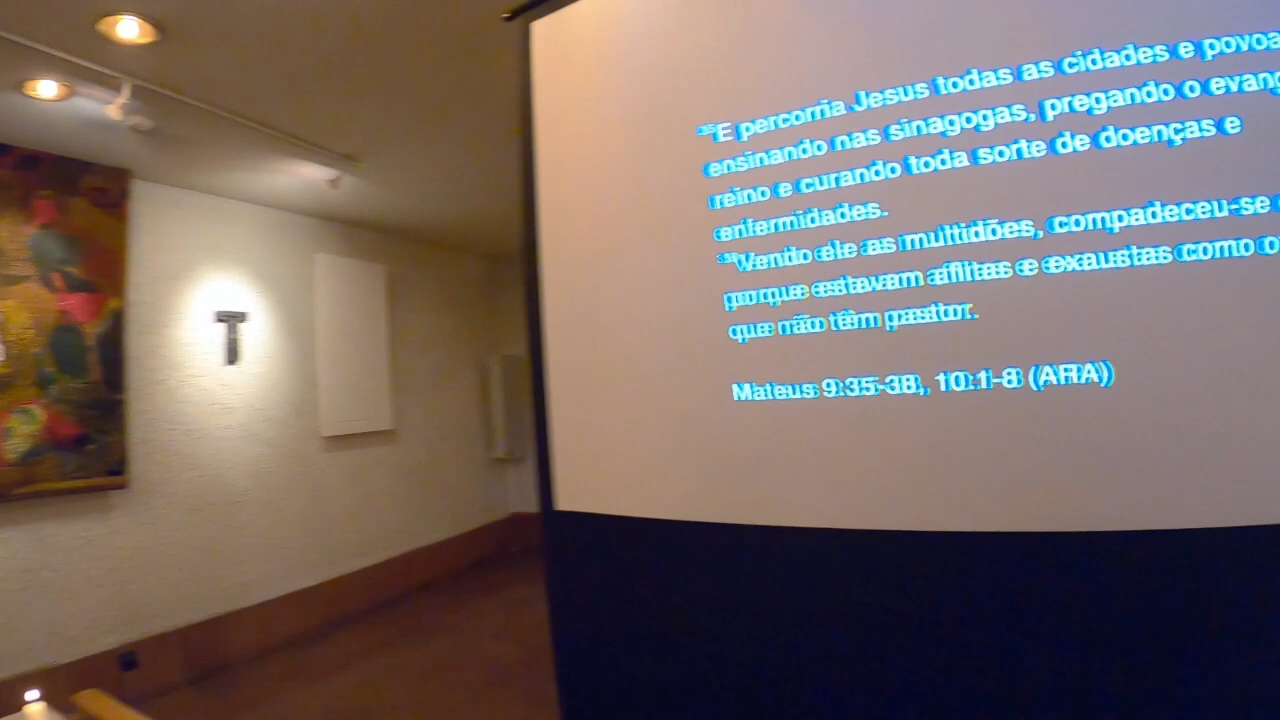 ³⁵E percorria Jesus todas as cidades e povoa
ensinando nas sinagogas, pregando o evang
reino e curando toda sorte de doenças e
enfermidades.
³⁶Vendo ele as multidões, compadeceu-se
porque estavam aflitas e exaustas como o
que não têm pastor.
Mateus 9:35-38, 10:1-8 (ARA))